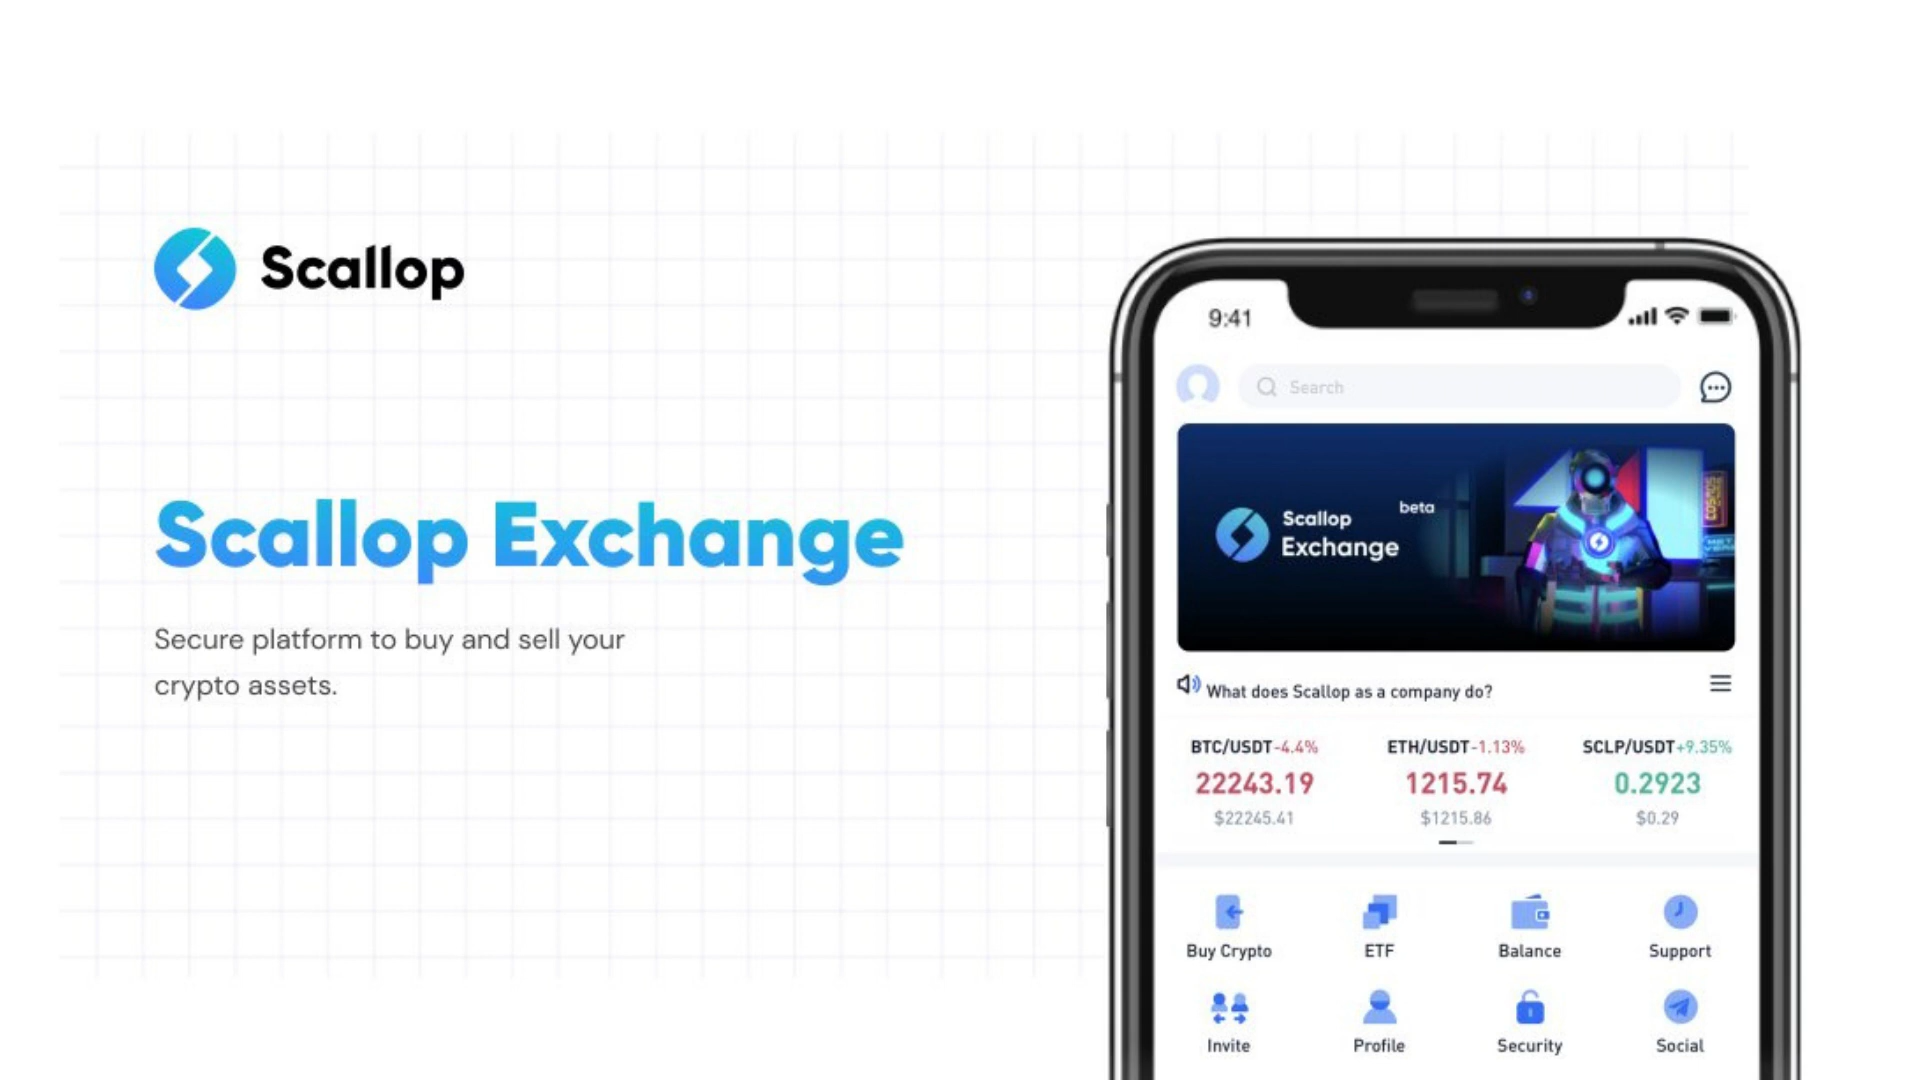 Scallop
Scallop Exchange
Secure platform to buy and sell your
crypto assets.
9:41
Search
Scallop
Exchange
beta
COSMOS
What does Scallop as a company do?
BTC/USDT-4.4%
ETH/USDT-1.13%
SCLP/USDT+9.35%
22243.19
1215.74
0.2923
$22245.41
$1215.86
$0.29
Buy Crypto
ETF
Balance
Support
Invite
Profile
Security
Social